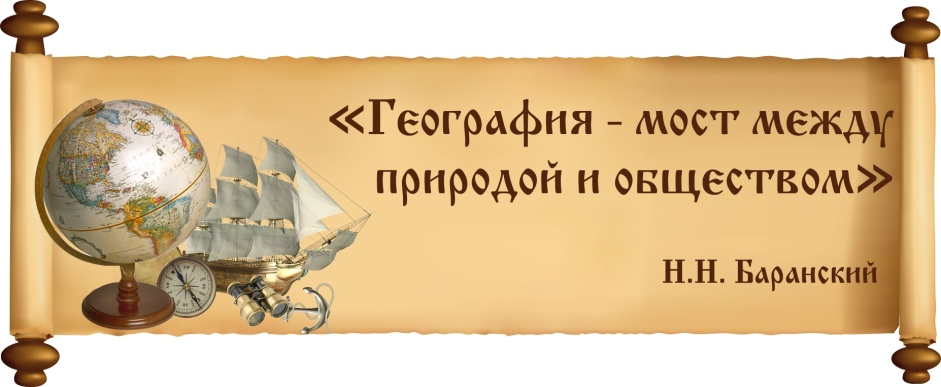 «География - мост между
природой и обществом»
Н.Н. Баранский